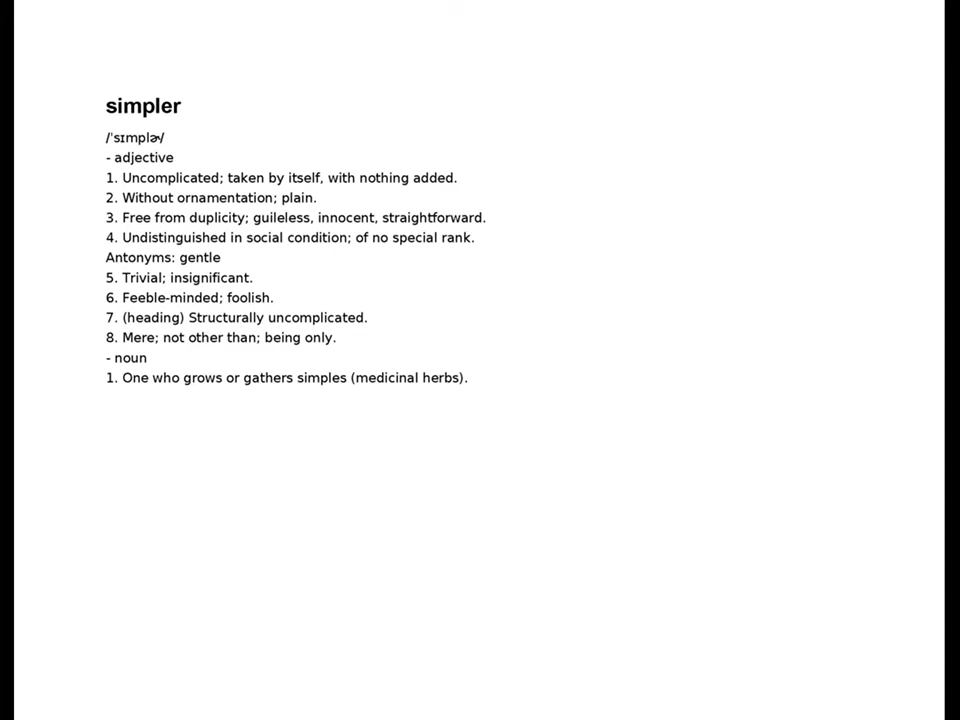 simpler
/ˈsɪmplɚ/
- adjective
1. Uncomplicated; taken by itself, with nothing added.
2. Without ornamentation; plain.
3. Free from duplicity; guileless, innocent, straightforward.
4. Undistinguished in social condition; of no special rank.
Antonyms: gentle
5. Trivial; insignificant.
6. Feeble-minded; foolish.
7. (heading) Structurally uncomplicated.
8. Mere; not other than; being only.
- noun
1. One who grows or gathers simples (medicinal herbs).